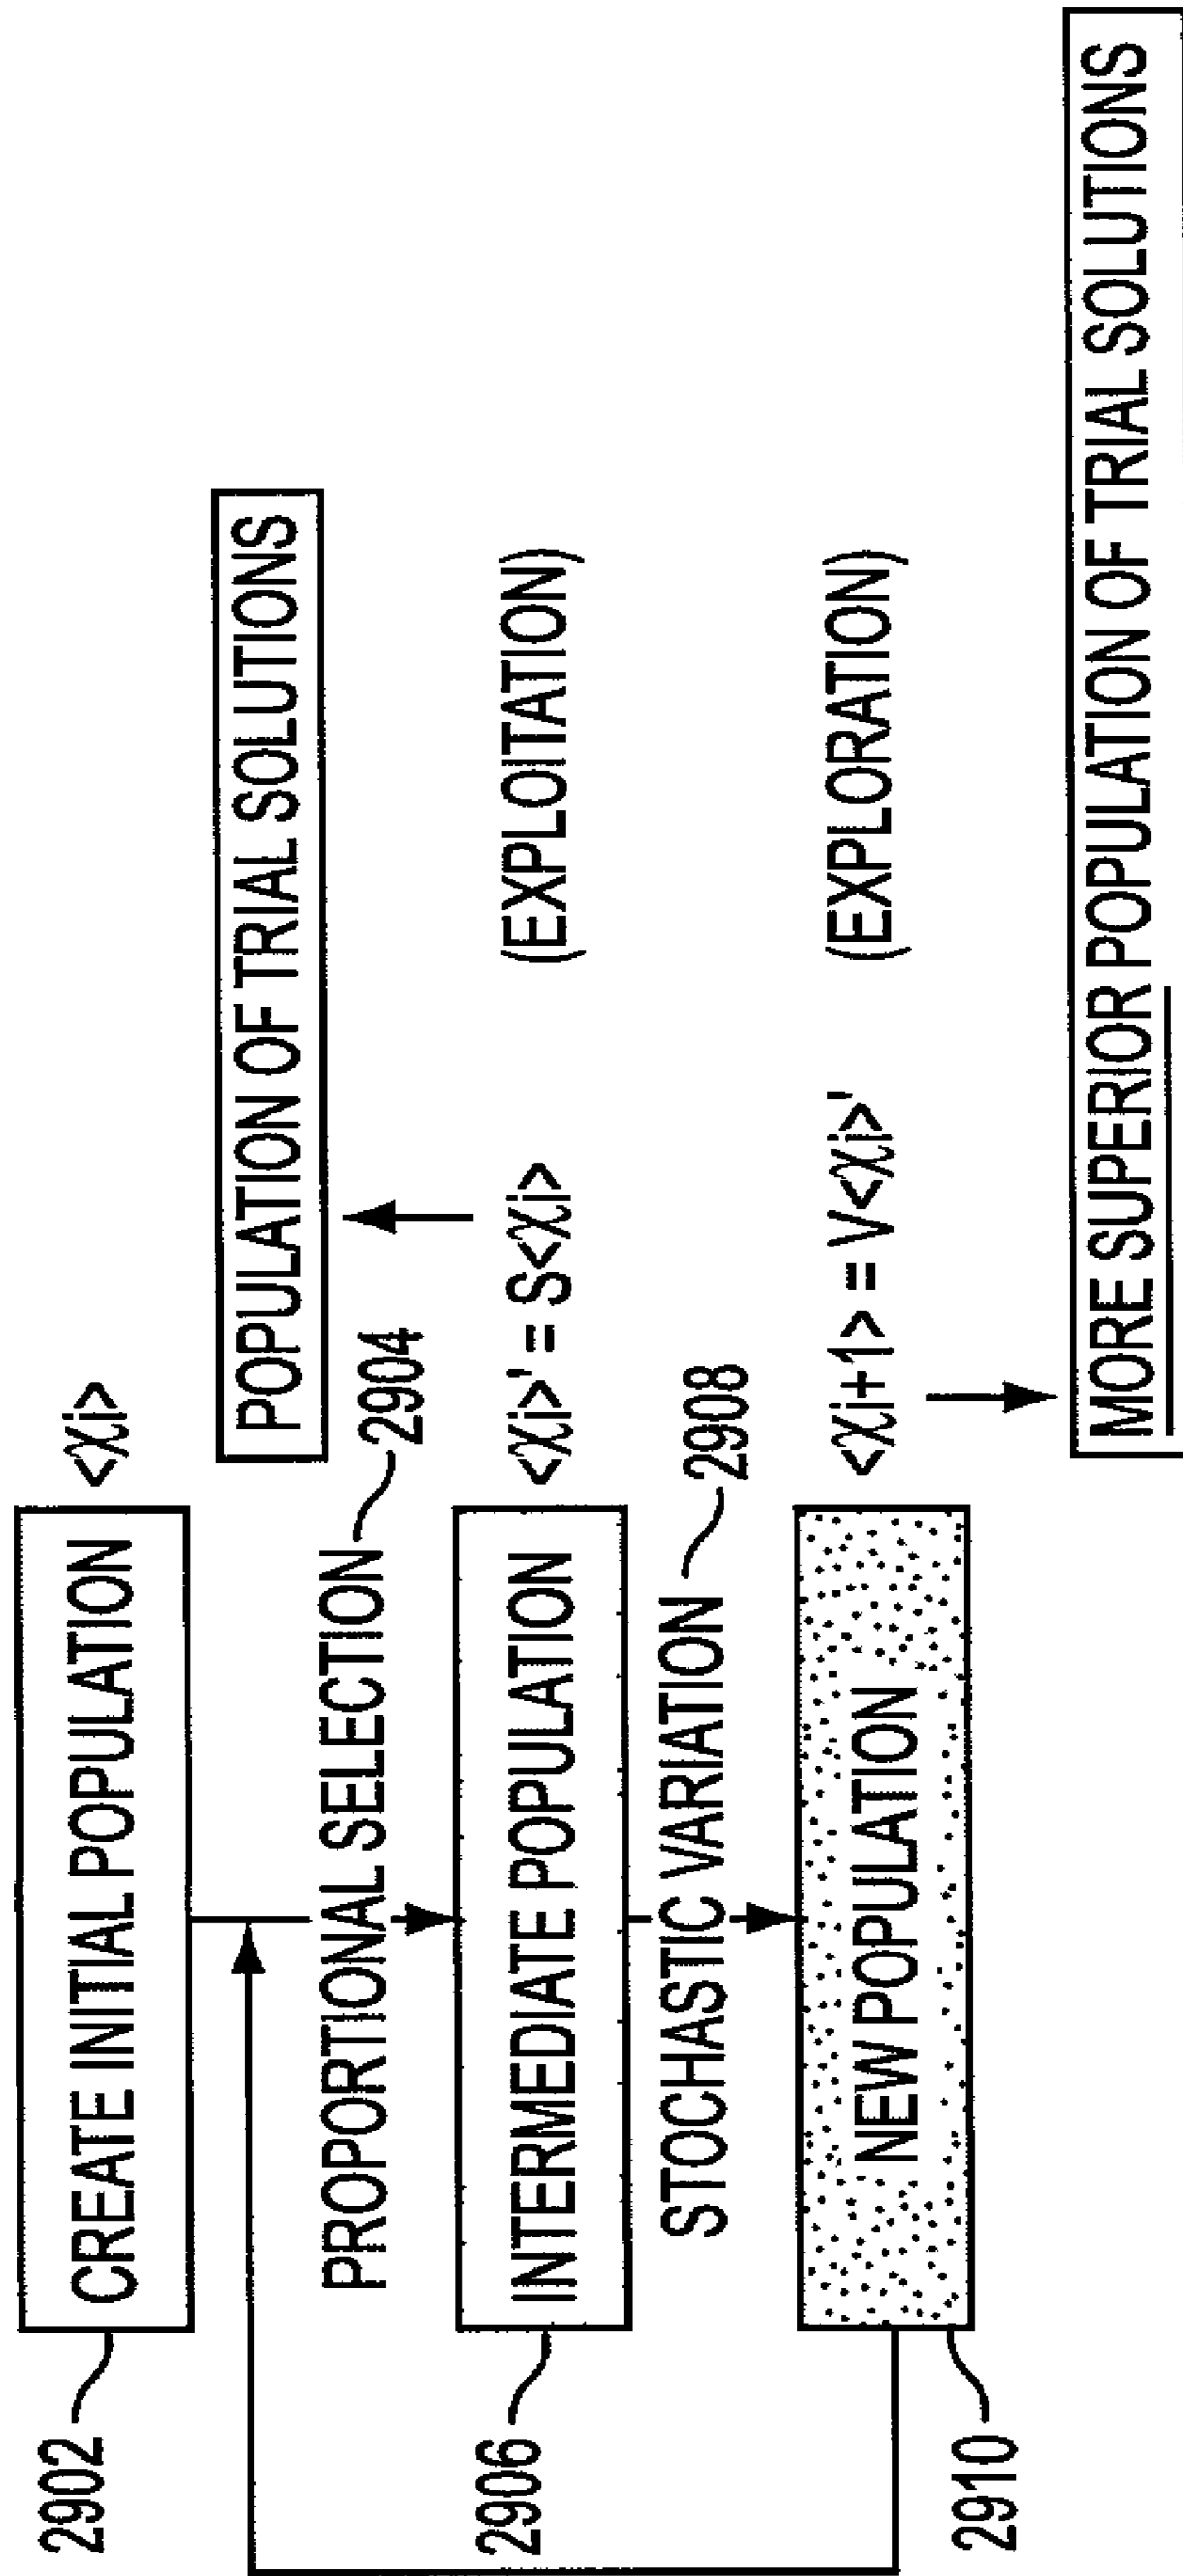 2902
CREATE INITIAL POPULATION
<χi>
POPULATION OF TRIAL SOLUTIONS
PROPORTIONAL SELECTION
2904
2906
INTERMEDIATE POPULATION
<χi>' = S<χi>
(EXPLOITATION)
STOCHASTIC VARIATION
2908
NEW POPULATION
<χi+1> = V<χi>'
(EXPLORATION)
2910
MORE SUPERIOR POPULATION OF TRIAL SOLUTIONS